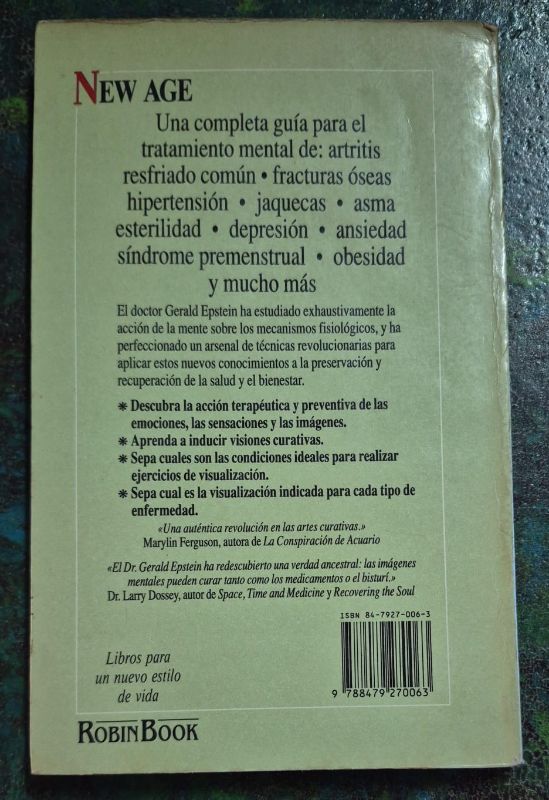 NEW AGE
Una completa guía para el
tratamiento mental de: artritis
resfriado común • fracturas óseas
hipertensión • jaquecas • asma
esterilidad • depresión • ansiedad
síndrome premenstrual • obesidad
y mucho más
El doctor Gerald Epstein ha estudiado exhaustivamente la
acción de la mente sobre los mecanismos fisiológicos, y ha
perfeccionado un arsenal de técnicas revolucionarias para
aplicar estos nuevos conocimientos a la preservación y
recuperación de la salud y el bienestar.
❋ Descubra la acción terapéutica y preventiva de las
emociones, las sensaciones y las imágenes.
❋ Aprenda a inducir visiones curativas.
❋ Sepa cuales son las condiciones ideales para realizar
ejercicios de visualización.
❋ Sepa cual es la visualización indicada para cada tipo de
enfermedad.
«Una auténtica revolución en las artes curativas.»
Marylin Ferguson, autora de La Conspiración de Acuario
«El Dr. Gerald Epstein ha redescubierto una verdad ancestral: las imágenes
mentales pueden curar tanto como los medicamentos o el bisturí.»
Dr. Larry Dossey, autor de Space, Time and Medicine y Recovering the Soul
ISBN 84-7927-006-3
9 788479 270063
Libros para
un nuevo estilo
de vida
ROBINBOOK